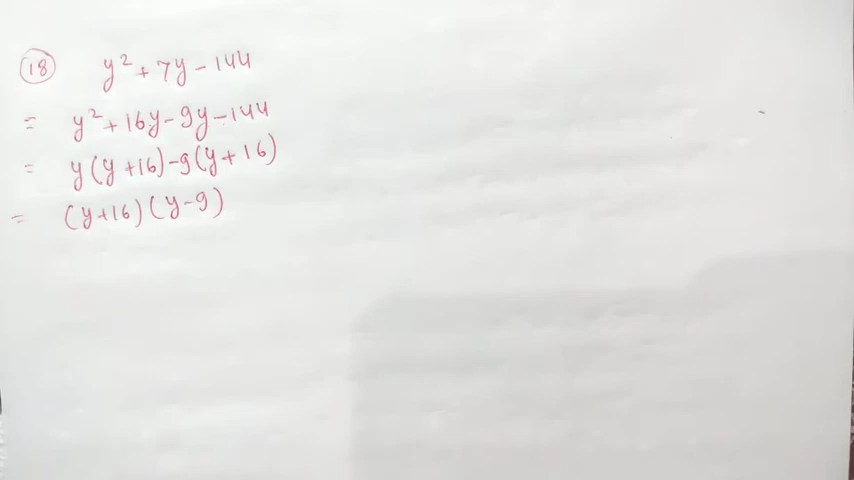 18 y² + 7y - 144
= y² + 16y - 9y - 144
= y(y+16) - 9(y+16)
= (y+16)(y-9)